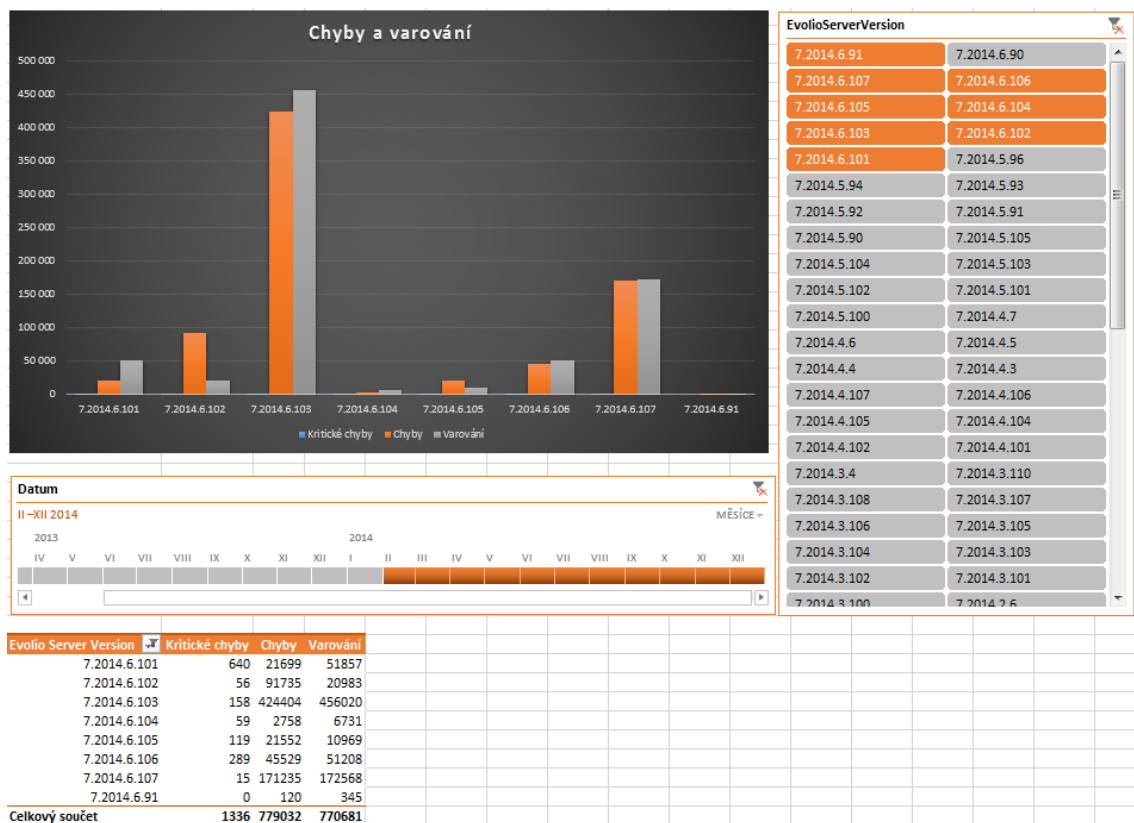 Chyby a varování
500 000
450 000
400 000
350 000
300 000
250 000
200 000
150 000
100 000
50 000
0
7.2014.6.101 7.2014.6.102 7.2014.6.103 7.2014.6.104 7.2014.6.105 7.2014.6.106 7.2014.6.107 7.2014.6.91
Kritické chyby Chyby Varování
EvolioServerVersion
7.2014.6.91 7.2014.6.90
7.2014.6.107 7.2014.6.106
7.2014.6.105 7.2014.6.104
7.2014.6.103 7.2014.6.102
7.2014.6.101 7.2014.5.96
7.2014.5.94 7.2014.5.93
7.2014.5.92 7.2014.5.91
7.2014.5.90 7.2014.5.105
7.2014.5.104 7.2014.5.103
7.2014.5.102 7.2014.5.101
7.2014.5.100 7.2014.4.7
7.2014.4.6 7.2014.4.5
7.2014.4.4 7.2014.4.3
7.2014.4.107 7.2014.4.106
7.2014.4.105 7.2014.4.104
7.2014.4.102 7.2014.4.101
7.2014.3.4 7.2014.3.110
7.2014.3.108 7.2014.3.107
7.2014.3.106 7.2014.3.105
7.2014.3.104 7.2014.3.103
7.2014.3.102 7.2014.3.101
7.2014.3.100 7.2014.2.6
Datum
II–XII 2014 MĚSÍCE
2013 2014
IV V VI VII VIII IX X XI XII I II III IV V VI VII VIII IX X XI XII
Evolio Server Version Kritické chyby Chyby Varování
7.2014.6.101 640 21699 51857
7.2014.6.102 56 91735 20983
7.2014.6.103 158 424404 456020
7.2014.6.104 59 2758 6731
7.2014.6.105 119 21552 10969
7.2014.6.106 289 45529 51208
7.2014.6.107 15 171235 172568
7.2014.6.91 0 120 345
Celkový součet 1336 779032 770681